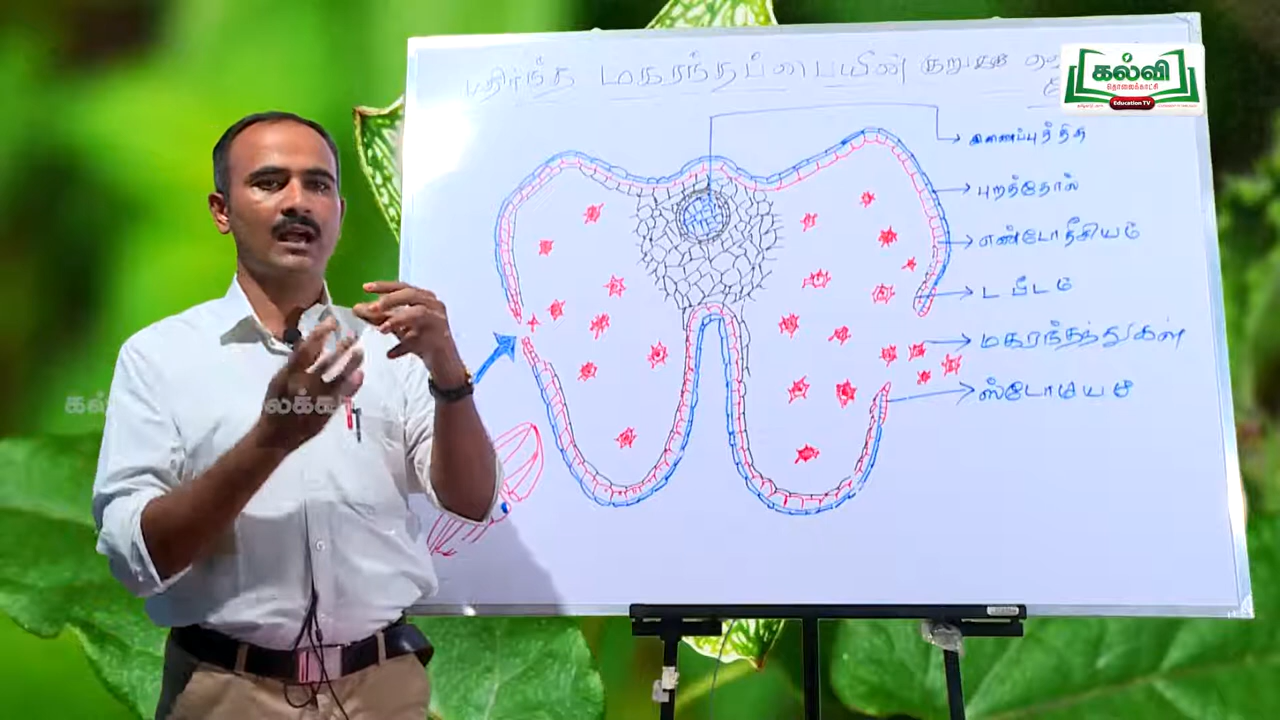 முதிர்ந்த மகரந்தப்பையின் குறுக்கு
கல்வி
தொலைக்காட்சி
Education TV
இணைப்புத்திசு
புறத்தோல்
எண்டோதீசியம்
டபீடம்
மகரந்தத்துகள்
ஸ்டோமியம்